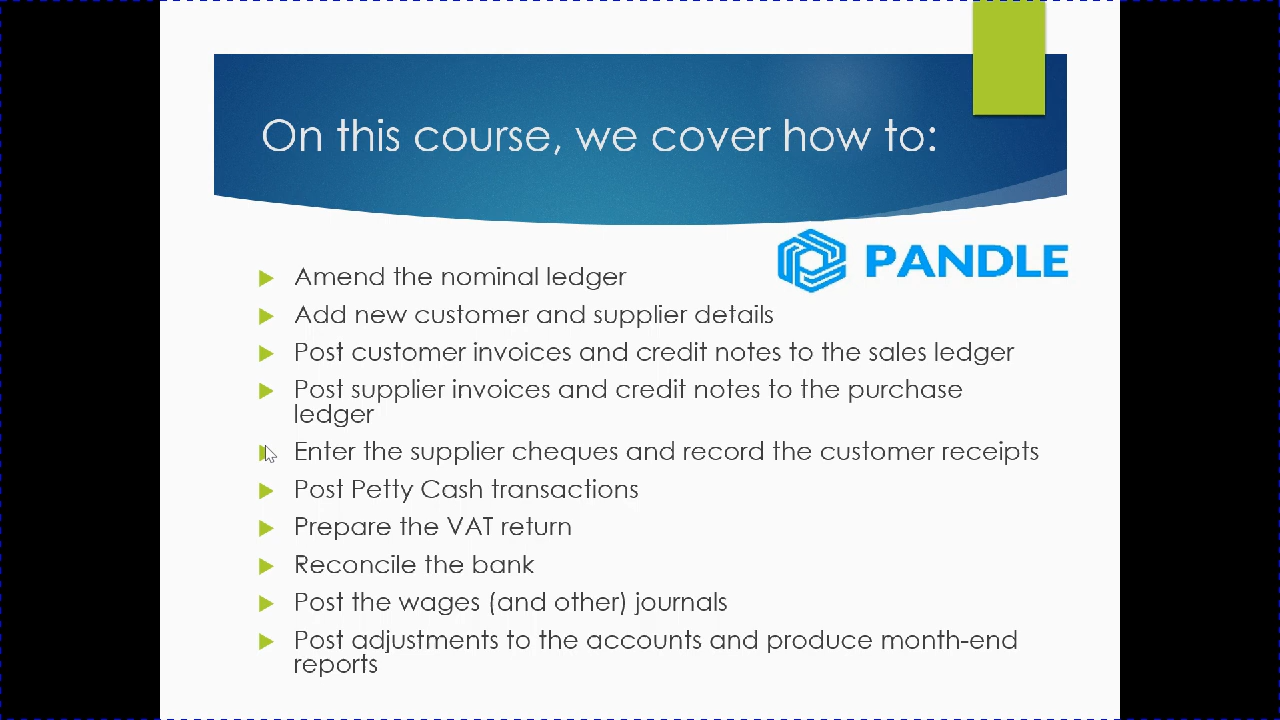 On this course, we cover how to:
PANDLE
Amend the nominal ledger
Add new customer and supplier details
Post customer invoices and credit notes to the sales ledger
Post supplier invoices and credit notes to the purchase
ledger
Enter the supplier cheques and record the customer receipts
Post Petty Cash transactions
Prepare the VAT return
Reconcile the bank
Post the wages (and other) journals
Post adjustments to the accounts and produce month-end
reports